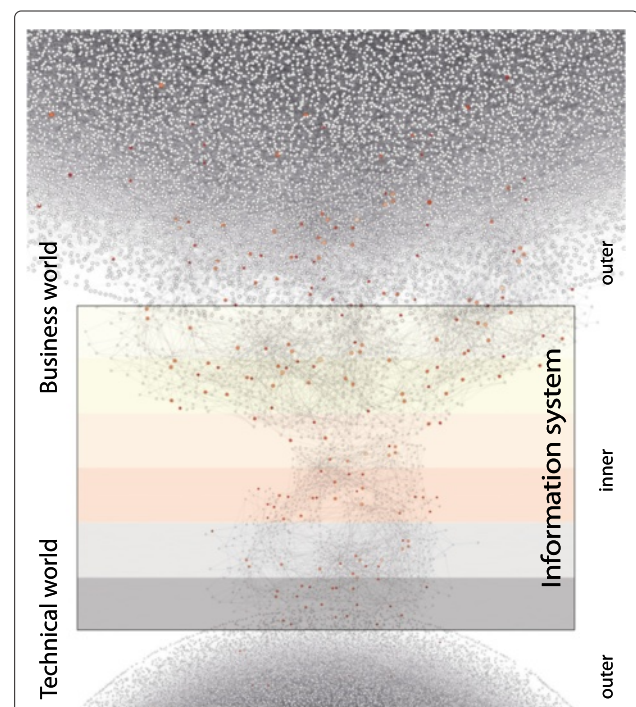 Business world
outer
Information system
inner
Technical world
outer